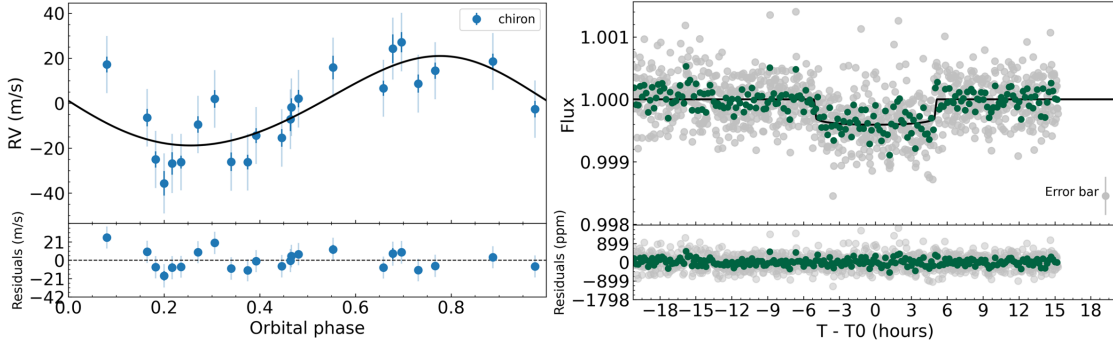 40
20
0
−20
−40
RV (m/s)
chiron
21
0
−21
−42
Residuals (m/s)
0.0 0.2 0.4 0.6 0.8
Orbital phase
1.001
1.000
0.999
0.998
Flux
Error bar
899
0
−899
−1798
Residuals (ppm)
−18 −15 −12 −9 −6 −3 0 3 6 9 12 15 18
T - T0 (hours)